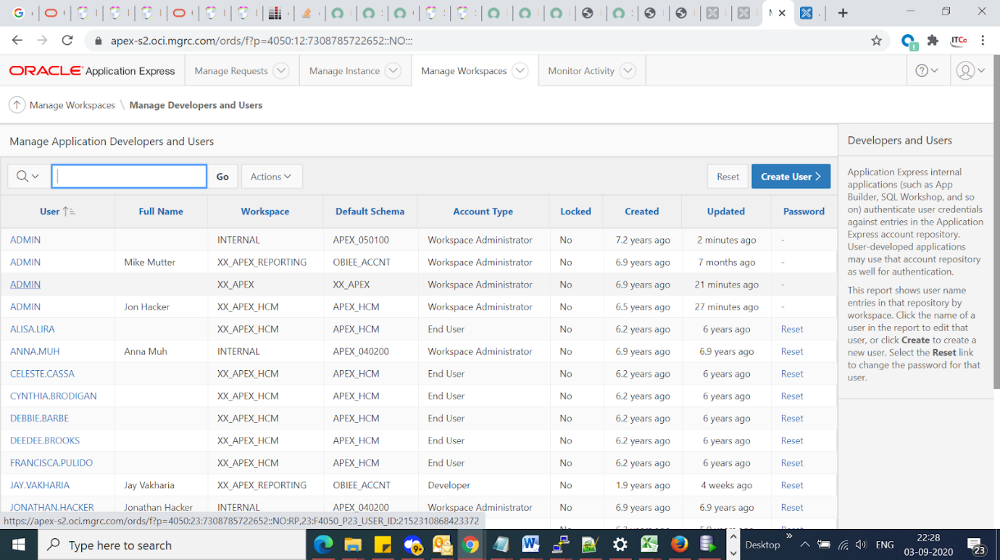 apex-s2.oci.mgrc.com/ords/f?p=4050:12:7308785722652::NO:::
ITCo
ORACLE Application Express
Manage Requests
Manage Instance
Manage Workspaces
Monitor Activity
Manage Workspaces \ Manage Developers and Users
Manage Application Developers and Users
Go
Actions
Reset
Create User
User Full Name Workspace Default Schema Account Type Locked Created Updated Password
ADMIN INTERNAL APEX_050100 Workspace Administrator No 7.2 years ago 2 minutes ago -
ADMIN Mike Mutter XX_APEX_REPORTING OBIEE_ACCNT Workspace Administrator No 6.9 years ago 7 months ago -
ADMIN XX_APEX XX_APEX Workspace Administrator No 6.9 years ago 21 minutes ago -
ADMIN Jon Hacker XX_APEX_HCM APEX_HCM Workspace Administrator No 6.5 years ago 27 minutes ago -
ALISA.LIRA XX_APEX_HCM APEX_HCM End User No 6.2 years ago 6 years ago Reset
ANNA.MUH Anna Muh INTERNAL APEX_040200 Workspace Administrator No 6.9 years ago 6.9 years ago Reset
CELESTE.CASSA XX_APEX_HCM APEX_HCM End User No 6.2 years ago 6 years ago Reset
CYNTHIA.BRODIGAN XX_APEX_HCM APEX_HCM End User No 6.2 years ago 6 years ago Reset
DEBBIE.BARBE XX_APEX_HCM APEX_HCM End User No 6.2 years ago 6 years ago Reset
DEEDEE.BROOKS XX_APEX_HCM APEX_HCM End User No 6.2 years ago 6 years ago Reset
FRANCISCA.PULIDO XX_APEX_HCM APEX_HCM End User No 6.2 years ago 6 years ago Reset
JAY.VAKHARIA Jay Vakharia XX_APEX_REPORTING OBIEE_ACCNT Developer No 1.9 years ago 4 weeks ago Reset
JONATHAN.HACKER Jonathan Hacker INTERNAL APEX_040200 Workspace Administrator No 6.9 years ago 6.9 years ago Reset
Developers and Users
Application Express internal
applications (such as App
Builder, SQL Workshop, and so
on) authenticate user credentials
against entries in the Application
Express account repository.
User-developed applications
may use that account repository
as well for authentication.
This report shows user name
entries in that repository by
workspace. Click the name of a
user in the report to edit that
user, or click Create to create a
new user. Select the Reset link
to change the password for that
user.
https://apex-s2.oci.mgrc.com/ords/f?p=4050:23:7308785722652::NO:RP,23:F4050_P23_USER_ID:2152310868423372
Type here to search
9+
Desktop
ENG
22:28
03-09-2020
23